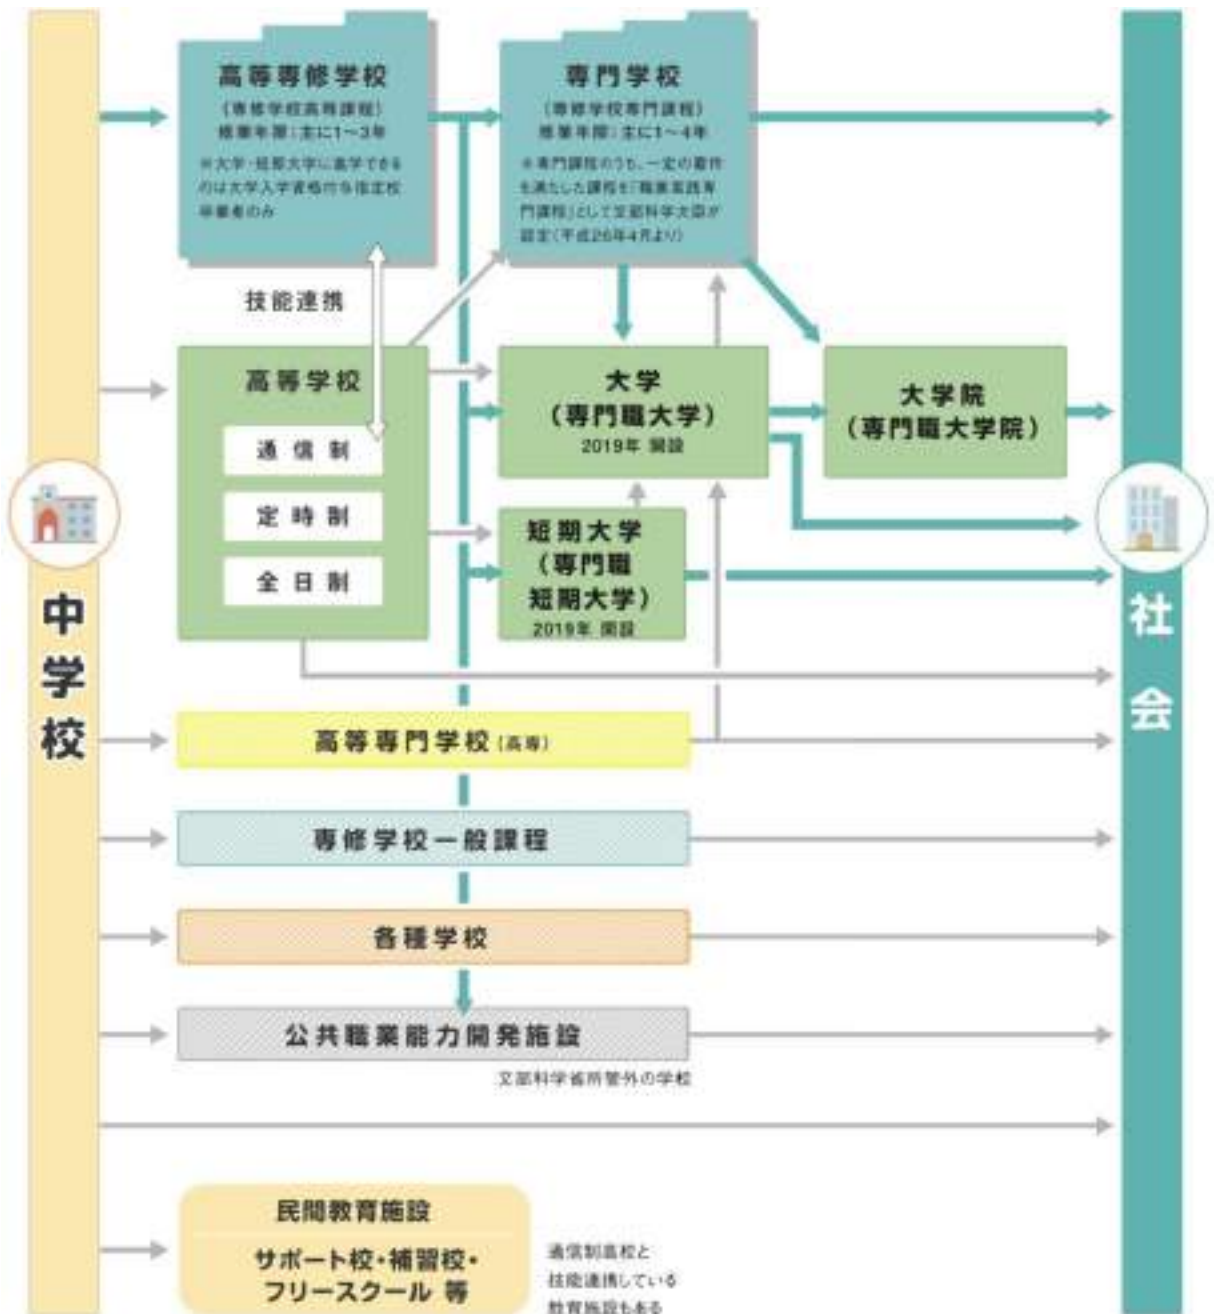 高等専修学校
(専修学校高等課程)
修業年限:主に1~3年
※大学・短期大学に進学できる
のは大学入学資格付与指定校
卒業者のみ
専門学校
(専修学校専門課程)
修業年限:主に1~4年
※専門課程のうち、一定の要件
を満たした課程を「職業実践専
門課程」として文部科学大臣が
認定(平成26年4月より)
技能連携
高等学校
通信制
定時制
全日制
大学
(専門職大学)
2019年 開設
大学院
(専門職大学院)
短期大学
(専門職
短期大学)
2019年 開設
中学校
社会
高等専門学校(高専)
専修学校一般課程
各種学校
公共職業能力開発施設
文部科学省所管外の学校
民間教育施設
サポート校・補習校・
フリースクール 等
通信制高校と
技能連携している
教育施設もある